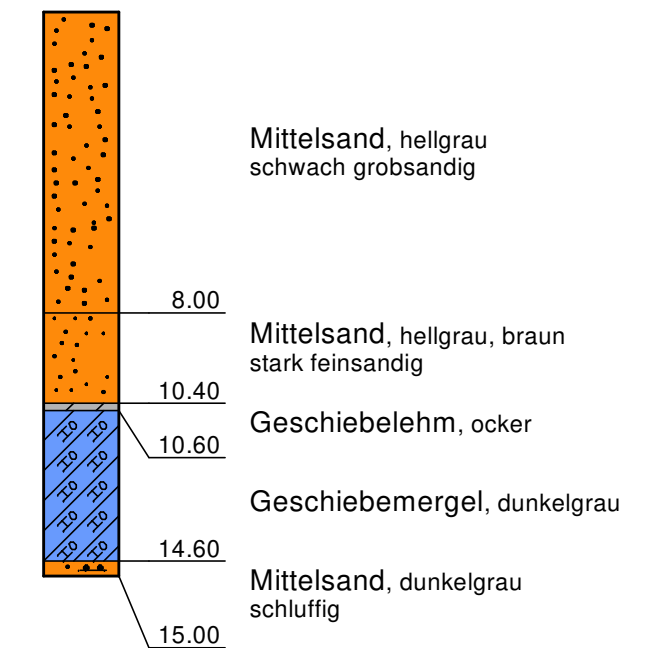 Mittelsand, hellgrau
schwach grobsandig
8.00
Mittelsand, hellgrau, braun
stark feinsandig
10.40
Geschiebelehm, ocker
10.60
Geschiebemergel, dunkelgrau
14.60
Mittelsand, dunkelgrau
schluffig
15.00